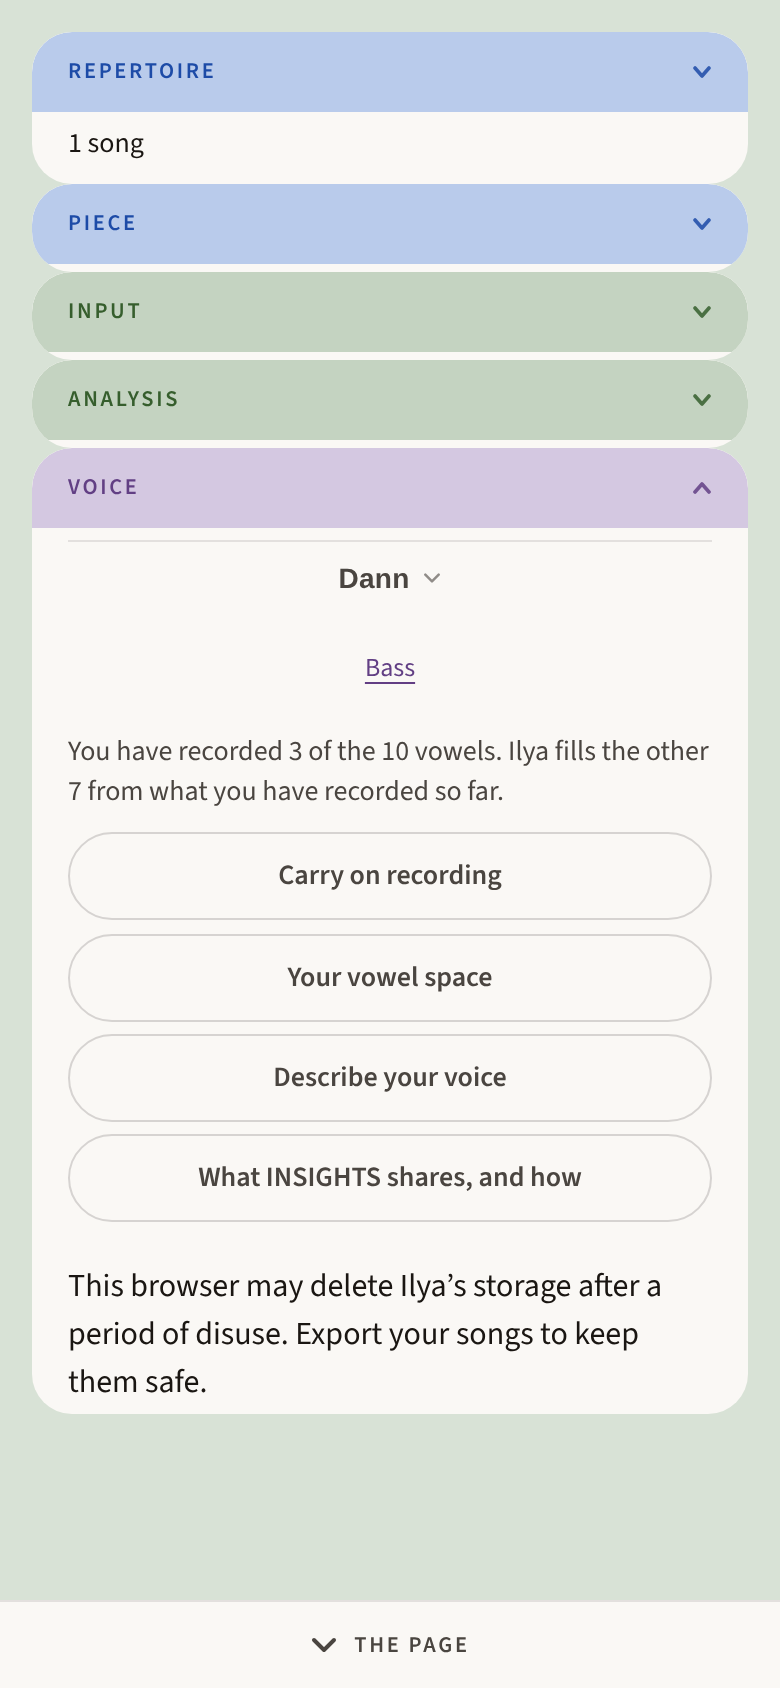 REPERTOIRE
1 song
PIECE
INPUT
ANALYSIS
VOICE
Dann
Bass
You have recorded 3 of the 10 vowels. Ilya fills the other
7 from what you have recorded so far.
Carry on recording
Your vowel space
Describe your voice
What INSIGHTS shares, and how
This browser may delete Ilya’s storage after a
period of disuse. Export your songs to keep
them safe.
THE PAGE